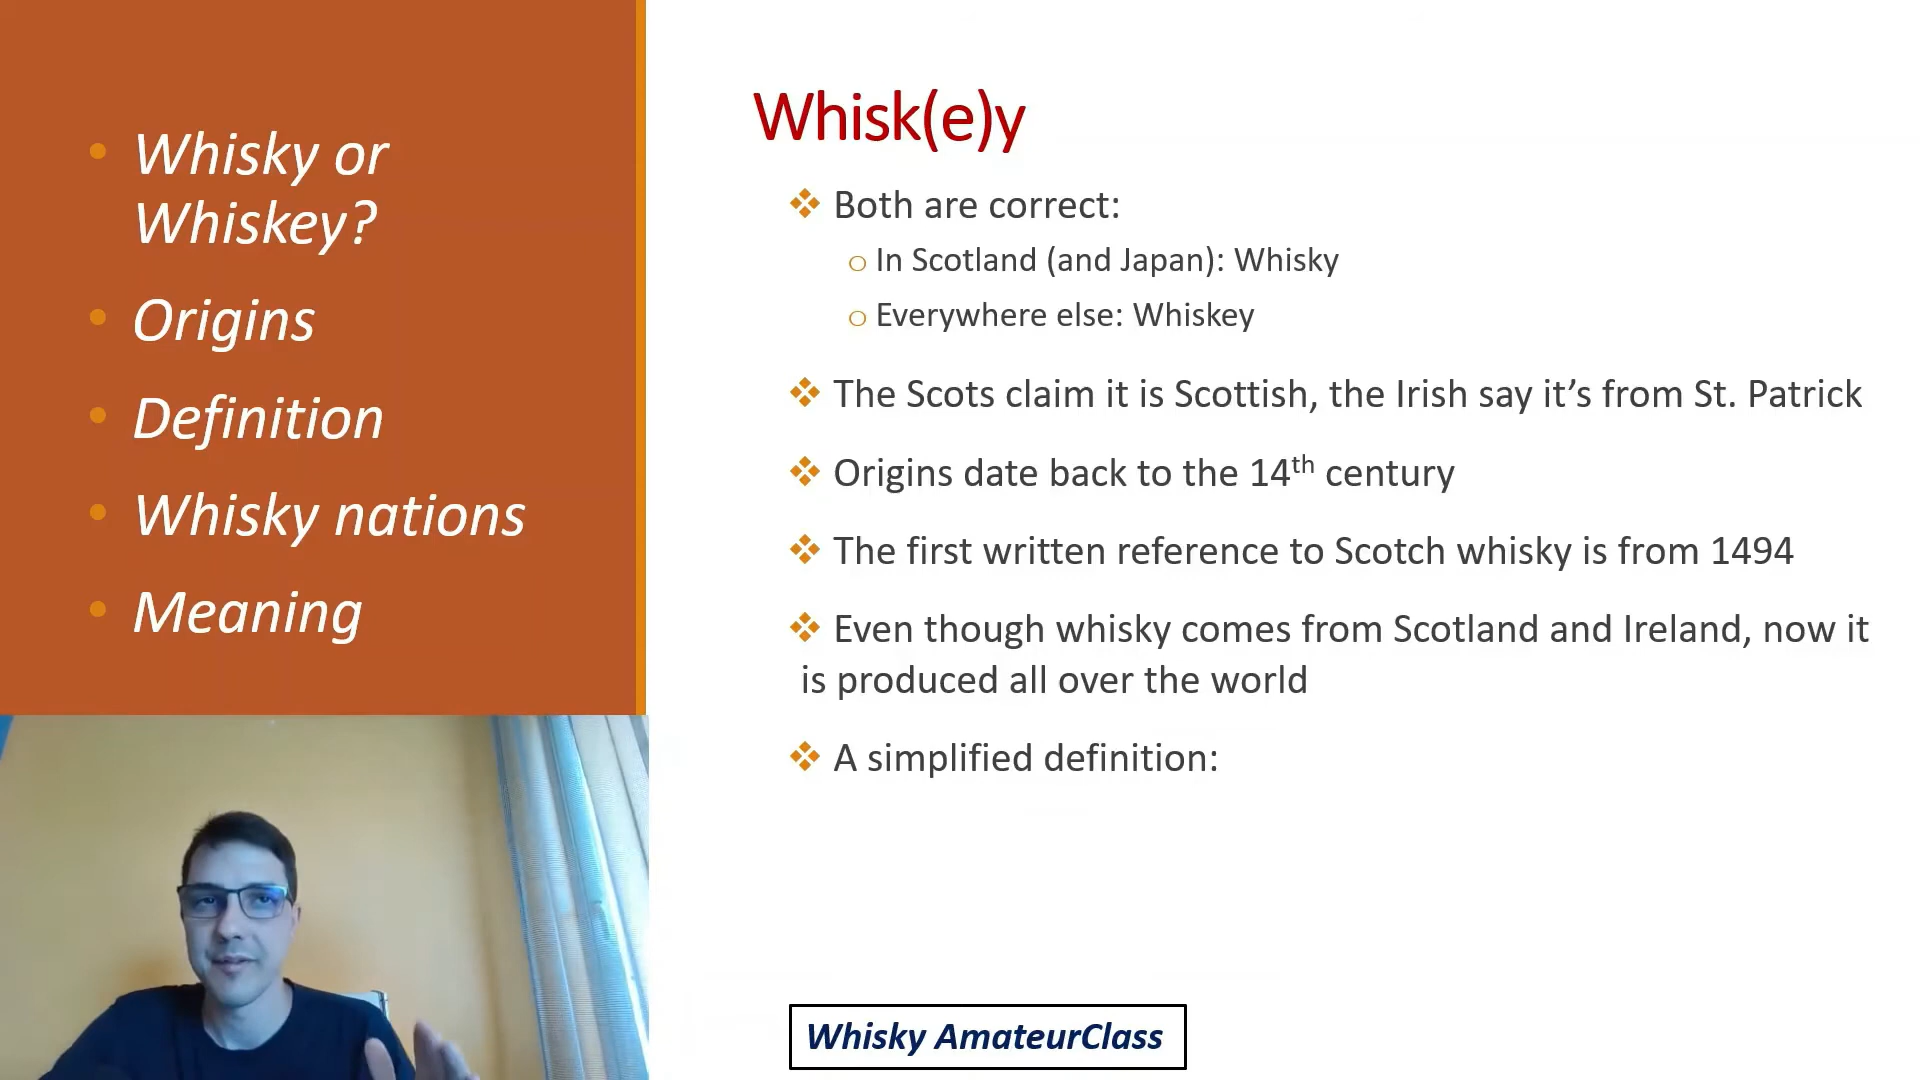 Whisky or
Whiskey?
Origins
Definition
Whisky nations
Meaning
Whisk(e)y
Both are correct:
In Scotland (and Japan): Whisky
Everywhere else: Whiskey
The Scots claim it is Scottish, the Irish say it’s from St. Patrick
Origins date back to the 14th century
The first written reference to Scotch whisky is from 1494
Even though whisky comes from Scotland and Ireland, now it
is produced all over the world
A simplified definition:
Whisky AmateurClass